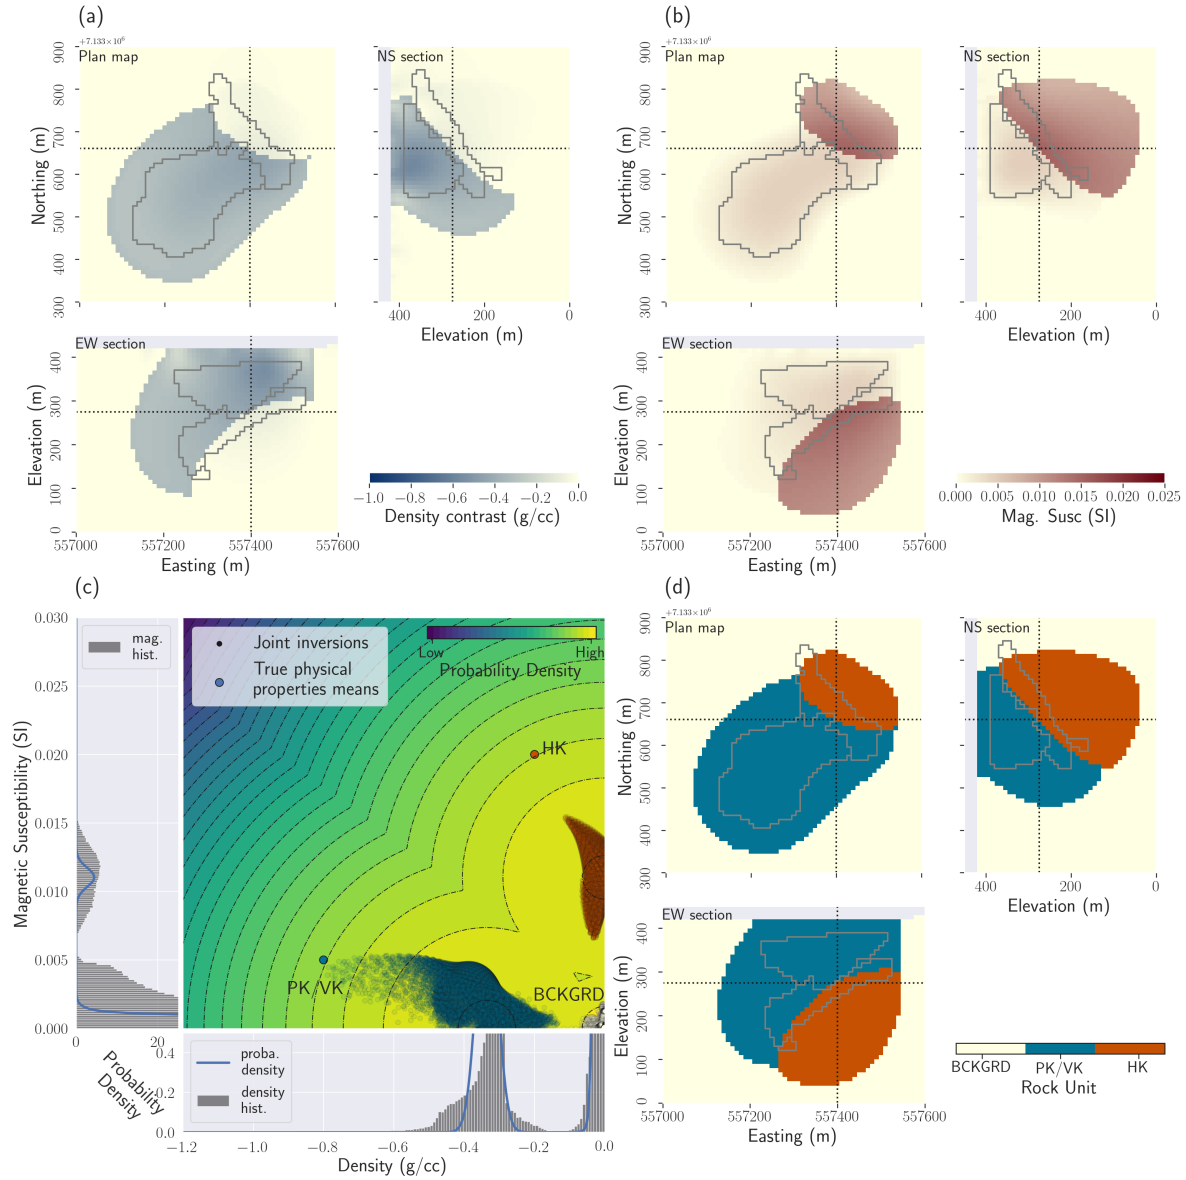 (a)
+7.133×10⁶
Plan map
NS section
900
800
700
600
500
400
300
Northing (m)
400
200
0
Elevation (m)
EW section
400
300
200
100
0
Elevation (m)
557000
557200
557400
557600
Easting (m)
−1.0
−0.8
−0.6
−0.4
−0.2
0.0
Density contrast (g/cc)
(b)
+7.133×10⁶
Plan map
NS section
900
800
700
600
500
400
300
Northing (m)
400
200
0
Elevation (m)
EW section
400
300
200
100
0
Elevation (m)
557000
557200
557400
557600
Easting (m)
0.000
0.005
0.010
0.015
0.020
0.025
Mag. Susc (SI)
(c)
mag.
hist.
0.030
0.025
0.020
0.015
0.010
0.005
0.000
Magnetic Susceptibility (SI)
0
20
Probability
Density
Joint inversions
True physical
properties means
Low
High
Probability Density
HK
PK/VK
BCKGRD
proba.
density
density
hist.
0.4
0.2
0.0
−1.2
−1.0
−0.8
−0.6
−0.4
−0.2
0.0
Density (g/cc)
(d)
+7.133×10⁶
Plan map
NS section
900
800
700
600
500
400
300
Northing (m)
400
200
0
Elevation (m)
EW section
400
300
200
100
0
Elevation (m)
557000
557200
557400
557600
Easting (m)
BCKGRD
PK/VK
HK
Rock Unit